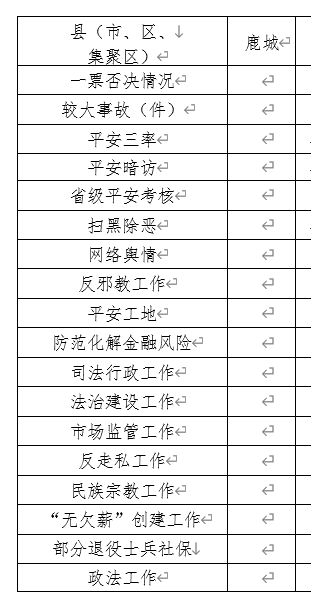 县（市、区、
集聚区）
鹿城
一票否决情况
较大事故（件）
平安三率
平安暗访
省级平安考核
扫黑除恶
网络舆情
反邪教工作
平安工地
防范化解金融风险
司法行政工作
法治建设工作
市场监管工作
反走私工作
民族宗教工作
“无欠薪”创建工作
部分退役士兵社保
政法工作